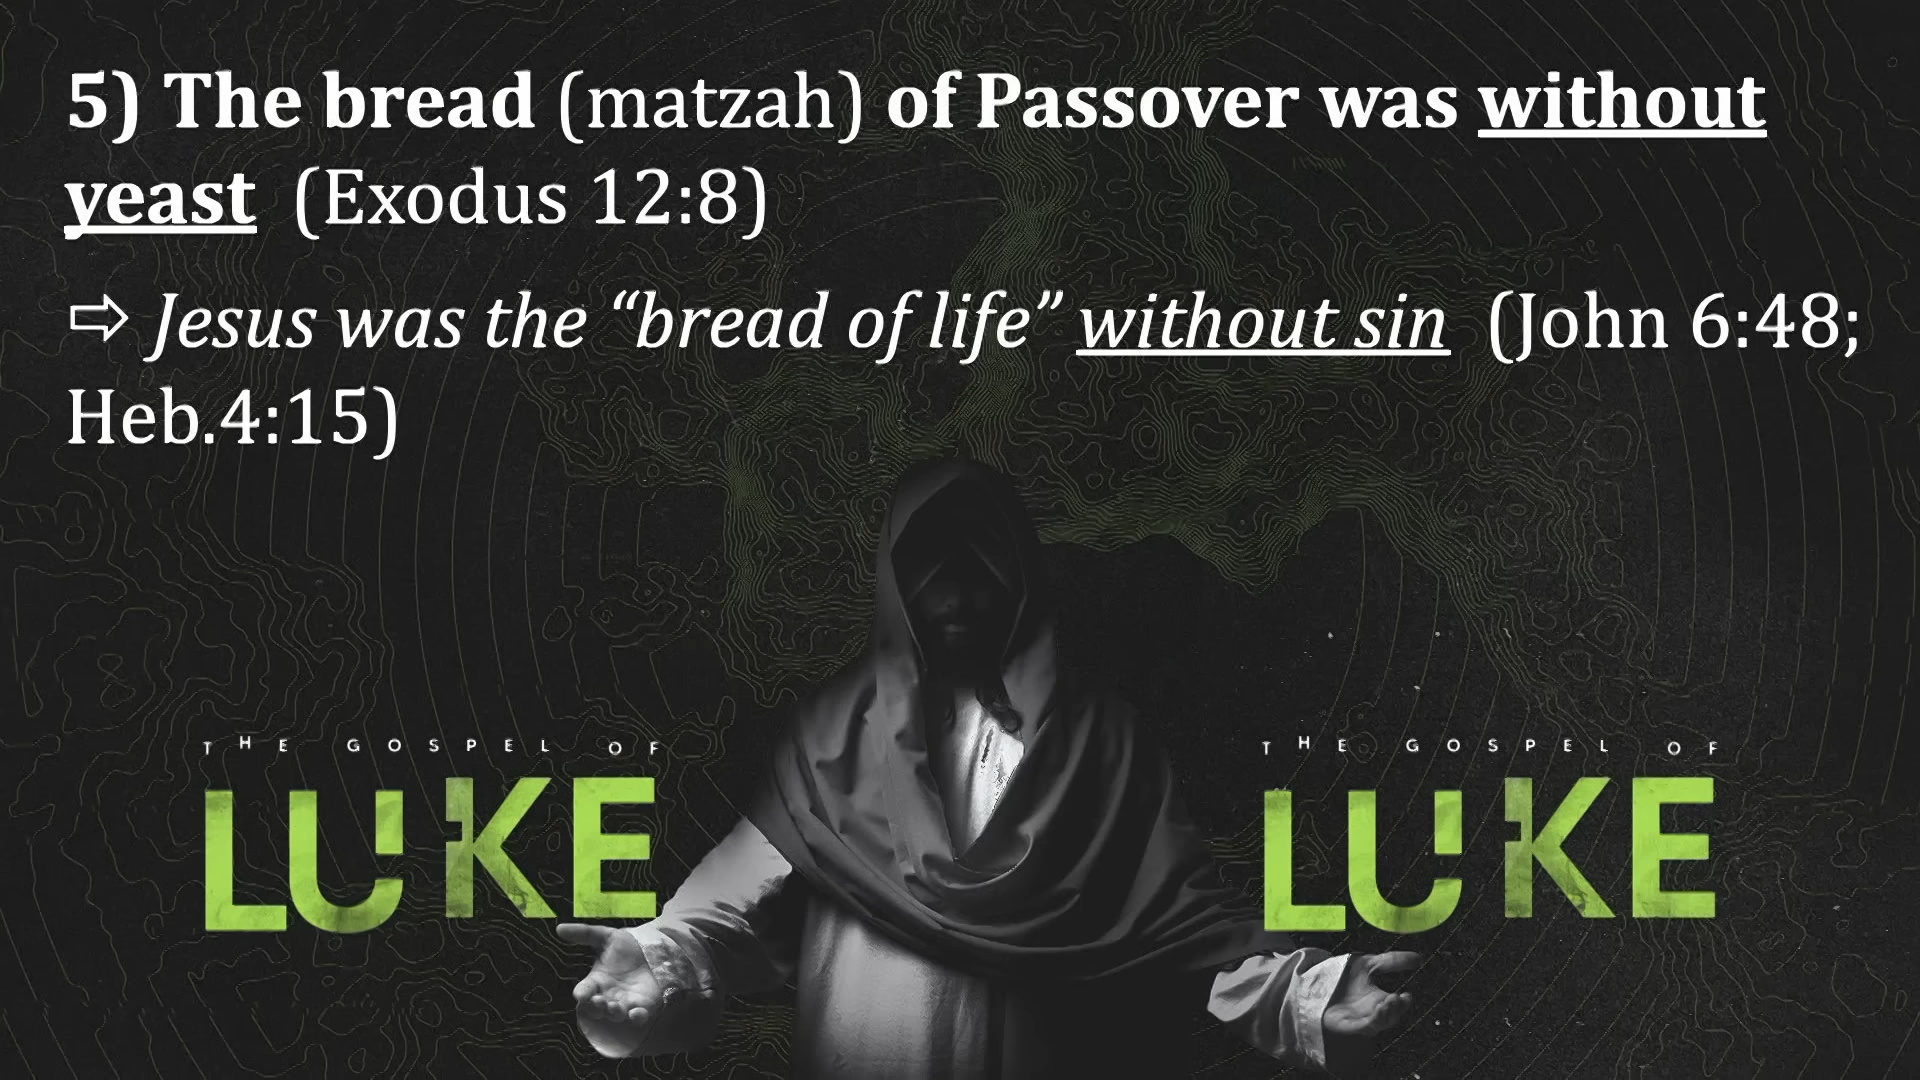 5) The bread (matzah) of Passover was without
yeast (Exodus 12:8)
⇨ Jesus was the “bread of life” without sin (John 6:48;
Heb.4:15)
THE GOSPEL OF
LUKE
THE GOSPEL OF
LUKE